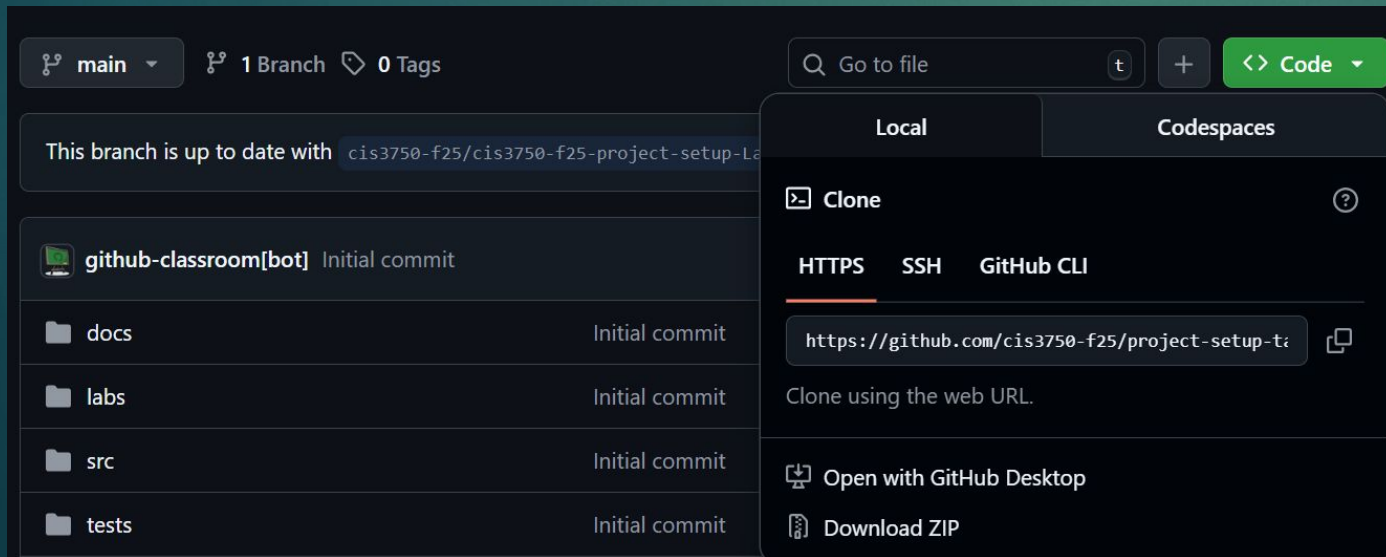 main 1 Branch 0 Tags
Go to file t + <> Code
This branch is up to date with cis3750-f25/cis3750-f25-project-setup-La
github-classroom[bot] Initial commit
docs Initial commit
labs Initial commit
src Initial commit
tests Initial commit
Local Codespaces
Clone
HTTPS SSH GitHub CLI
https://github.com/cis3750-f25/project-setup-ta
Clone using the web URL.
Open with GitHub Desktop
Download ZIP